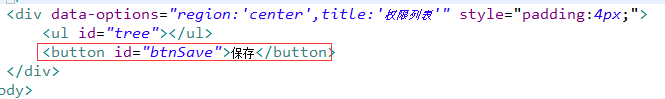 <div data-options="region:'center',title:'权限列表'" style="padding:4px;">
<ul id="tree"></ul>
<button id="btnSave">保存</button>
</div>
ody>